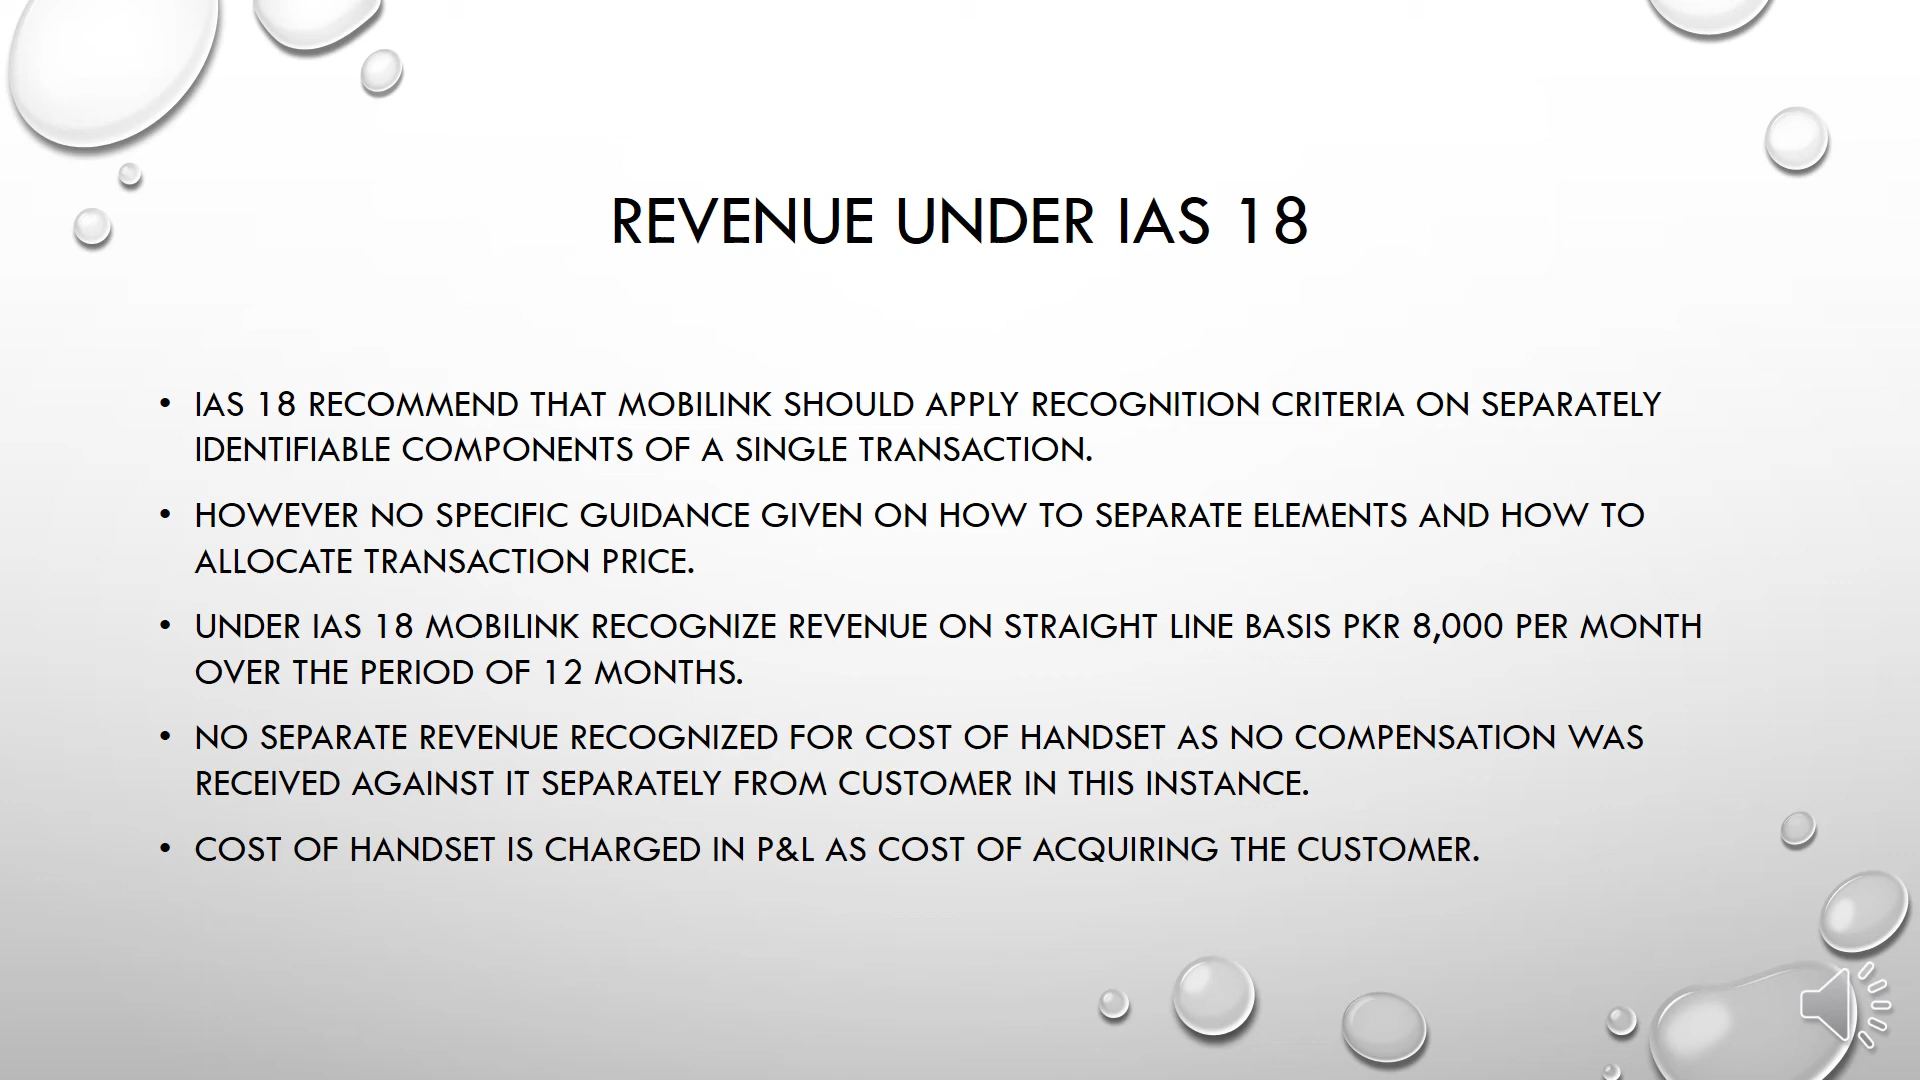 REVENUE UNDER IAS 18
• IAS 18 RECOMMEND THAT MOBILINK SHOULD APPLY RECOGNITION CRITERIA ON SEPARATELY
IDENTIFIABLE COMPONENTS OF A SINGLE TRANSACTION.
• HOWEVER NO SPECIFIC GUIDANCE GIVEN ON HOW TO SEPARATE ELEMENTS AND HOW TO
ALLOCATE TRANSACTION PRICE.
• UNDER IAS 18 MOBILINK RECOGNIZE REVENUE ON STRAIGHT LINE BASIS PKR 8,000 PER MONTH
OVER THE PERIOD OF 12 MONTHS.
• NO SEPARATE REVENUE RECOGNIZED FOR COST OF HANDSET AS NO COMPENSATION WAS
RECEIVED AGAINST IT SEPARATELY FROM CUSTOMER IN THIS INSTANCE.
• COST OF HANDSET IS CHARGED IN P&L AS COST OF ACQUIRING THE CUSTOMER.